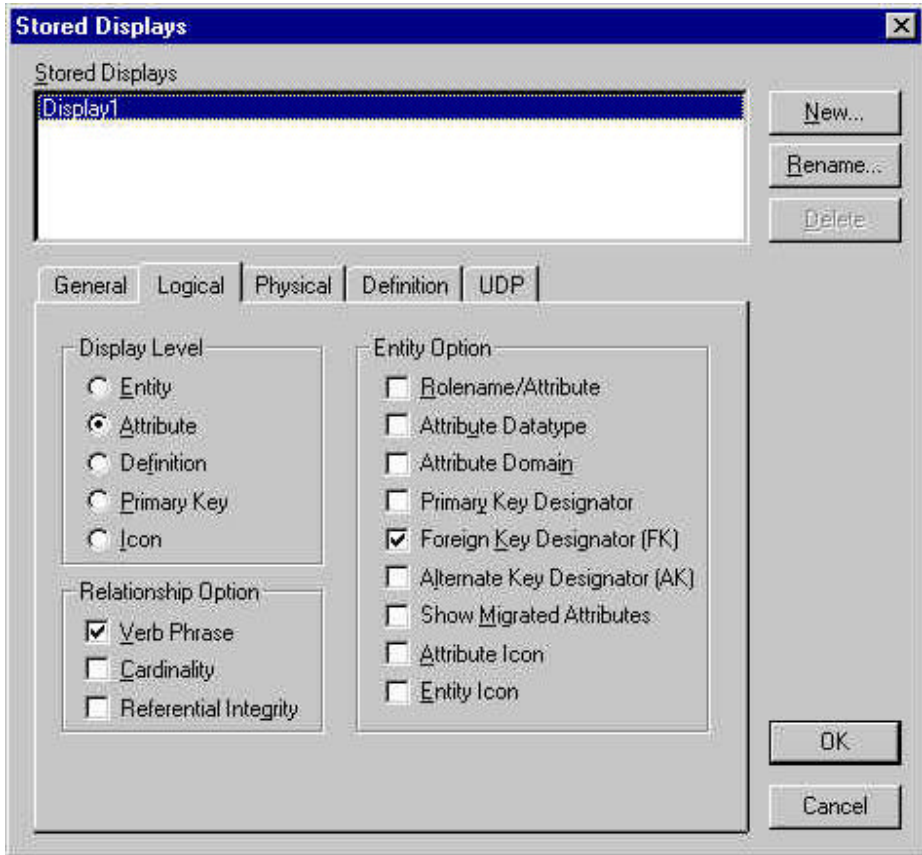 Stored Displays
Stored Displays
Display1
New...
Rename...
Delete
General Logical Physical Definition UDP
Display Level
Entity
Attribute
Definition
Primary Key
Icon
Relationship Option
Verb Phrase
Cardinality
Referential Integrity
Entity Option
Rolename/Attribute
Attribute Datatype
Attribute Domain
Primary Key Designator
Foreign Key Designator (FK)
Alternate Key Designator (AK)
Show Migrated Attributes
Attribute Icon
Entity Icon
OK
Cancel